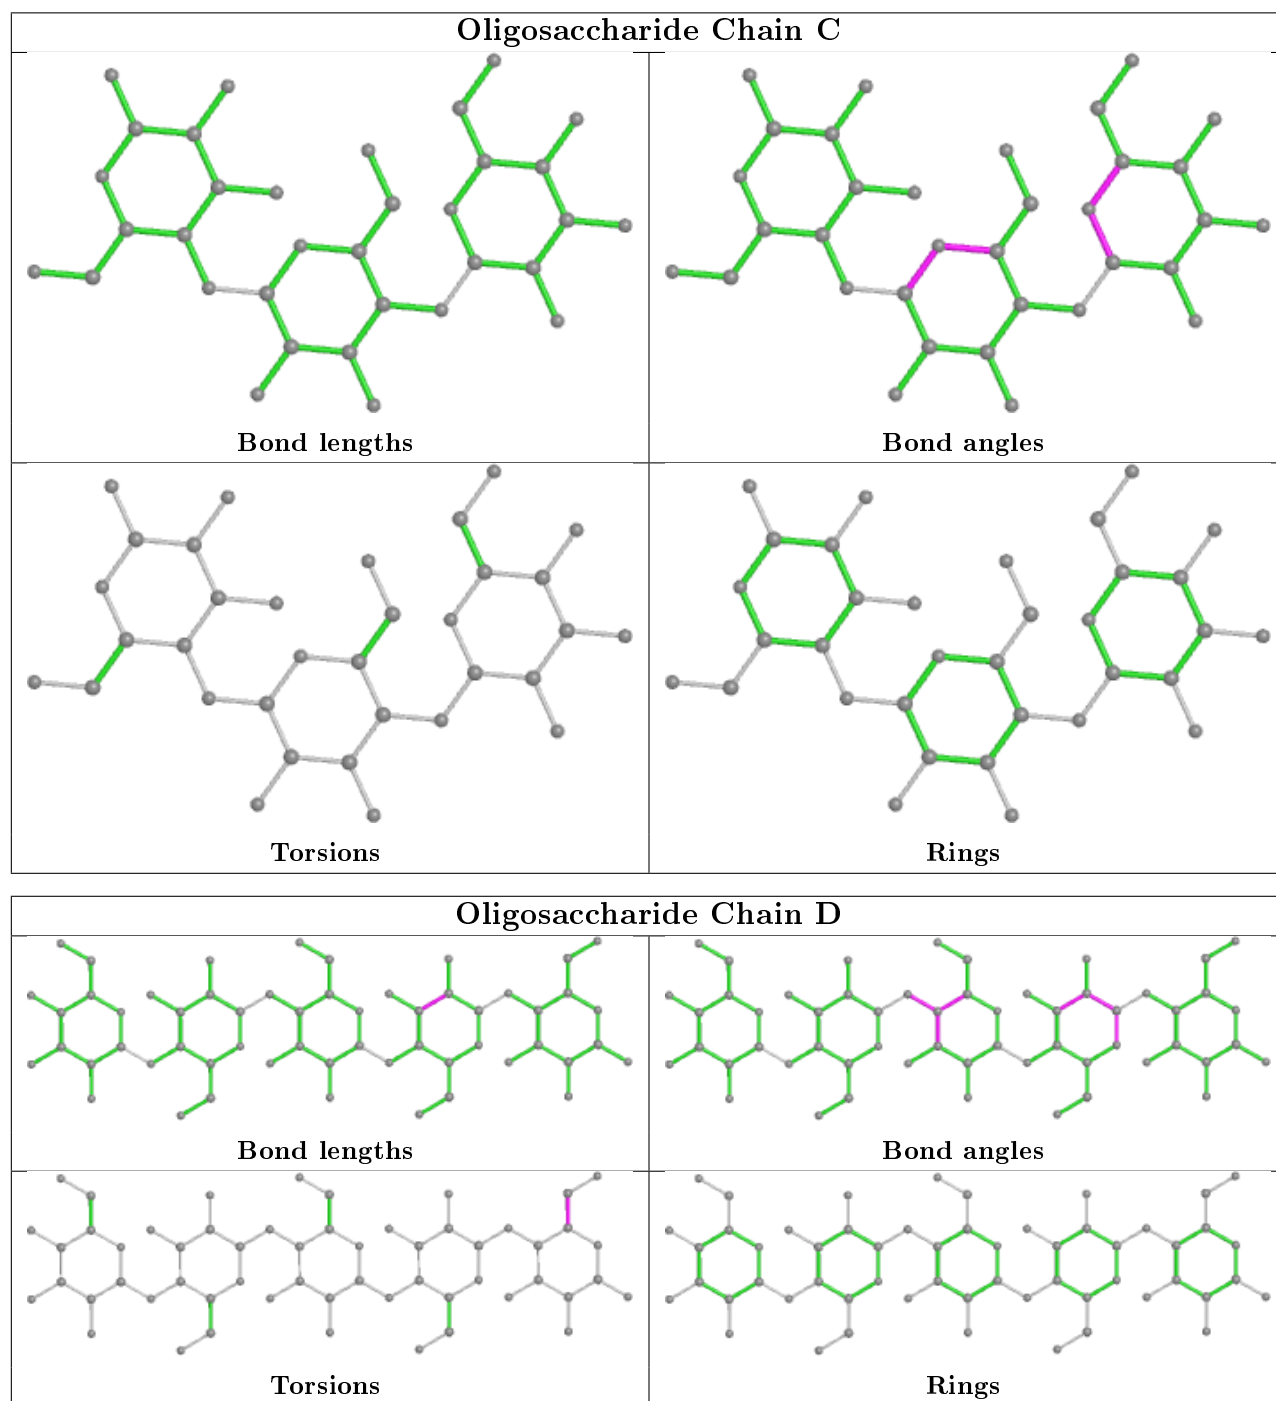 Oligosaccharide Chain C
Bond lengths
Bond angles
Torsions
Rings
Oligosaccharide Chain D
Bond lengths
Bond angles
Torsions
Rings